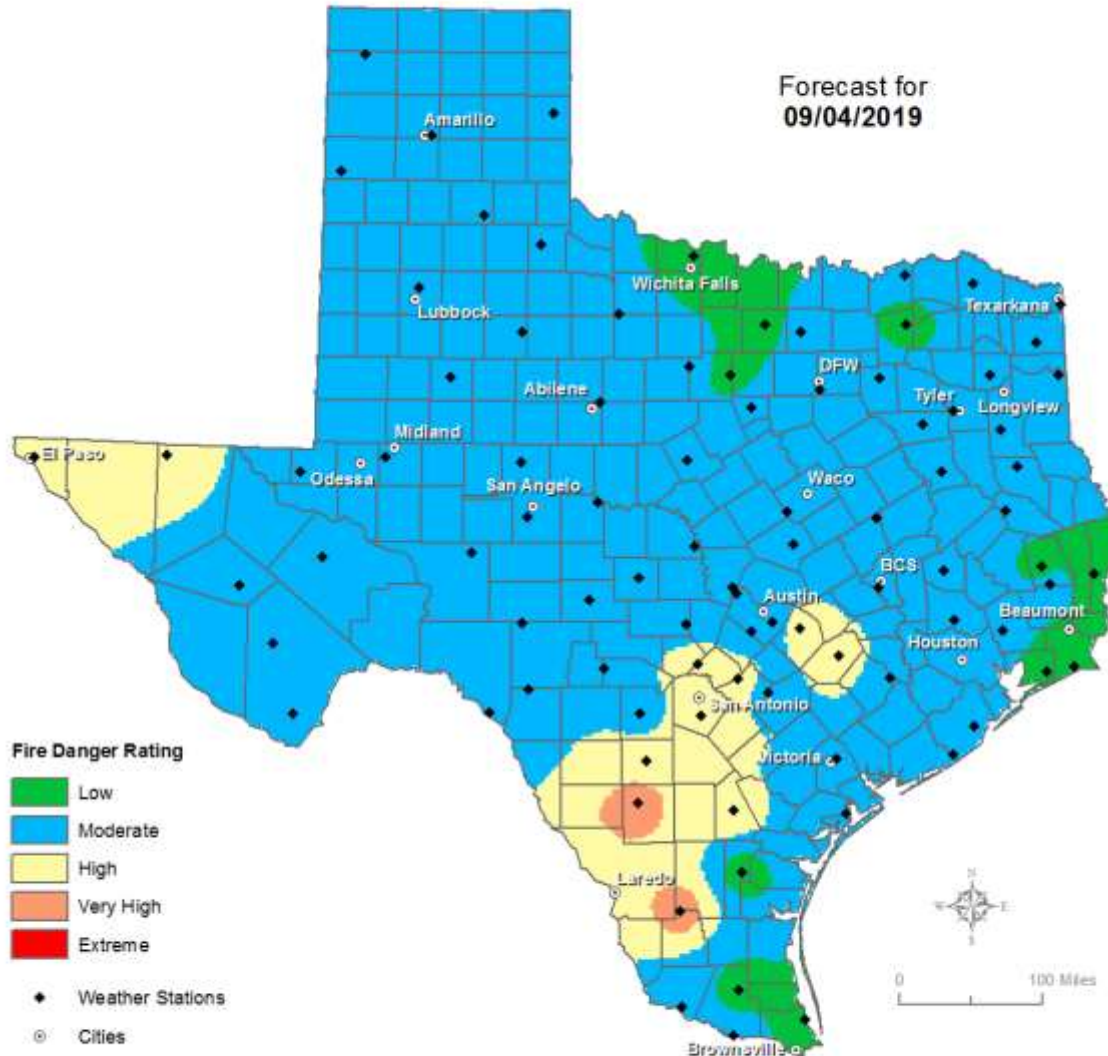 Forecast for
09/04/2019
Amarillo
Wichita Falls
Lubbock
Texarkana
DFW
Abilene
Tyler
Longview
Midland
El Paso
Odessa
San Angelo
Waco
BCS
Austin
Beaumont
Houston
San Antonio
Victoria
Fire Danger Rating
Low
Moderate
High
Very High
Extreme
Laredo
N
W
E
S
0 100 Miles
Weather Stations
Cities
Brownsville